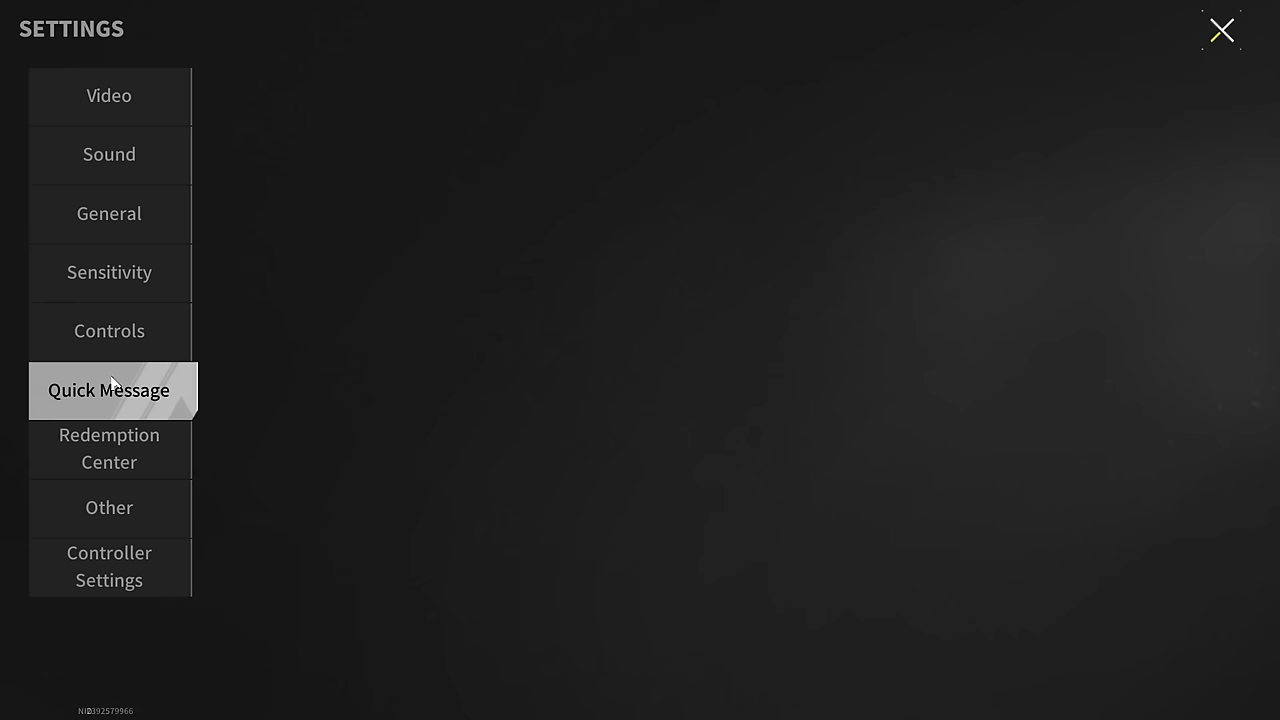 SETTINGS
Video
Sound
General
Sensitivity
Controls
Quick Message
Redemption
Center
Other
Controller
Settings